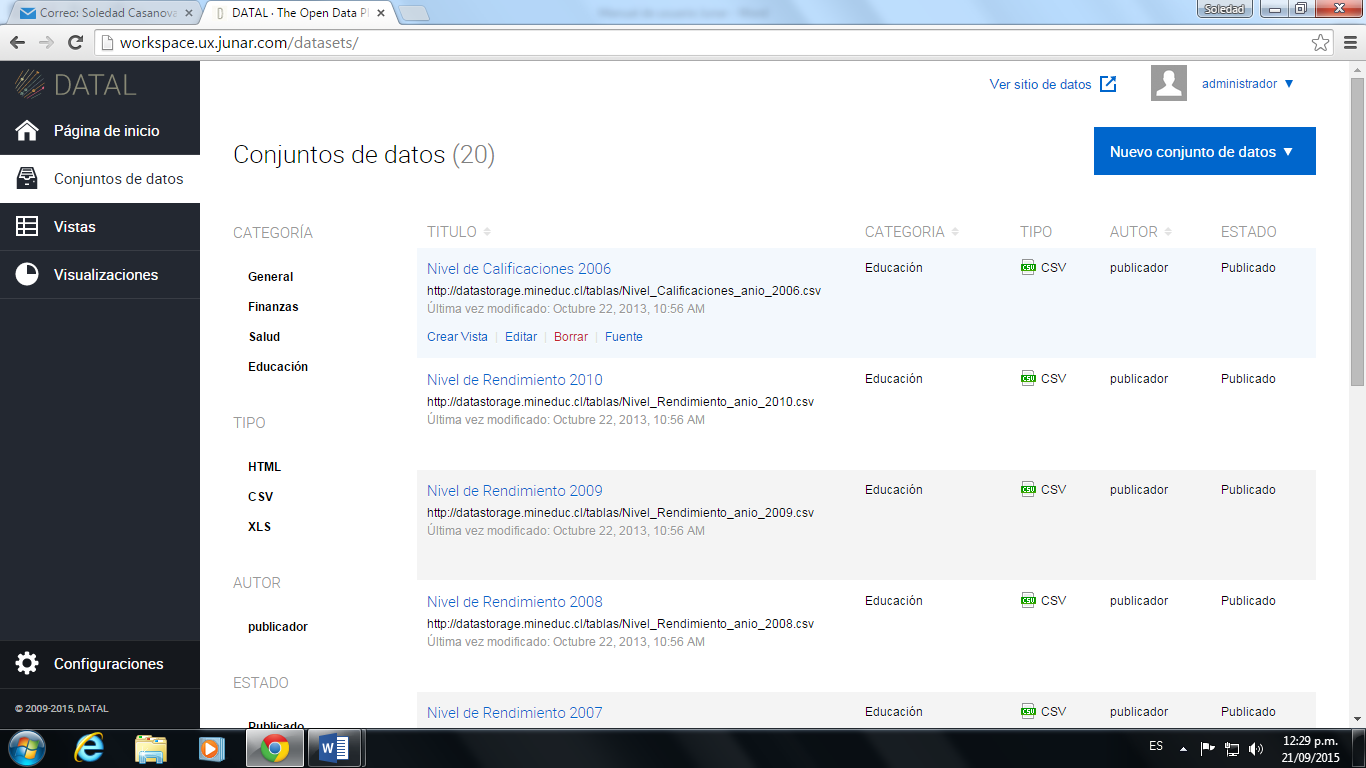 Correo: Soledad Casanova
DATAL · The Open Data Pl
Soledad
workspace.ux.junar.com/datasets/
DATAL
Ver sitio de datos
administrador ▼
Página de inicio
Conjuntos de datos
Vistas
Visualizaciones
Conjuntos de datos (20)
Nuevo conjunto de datos ▼
CATEGORÍA
General
Finanzas
Salud
Educación
TIPO
HTML
CSV
XLS
AUTOR
publicador
ESTADO
Publicado
TITULO CATEGORIA TIPO AUTOR ESTADO
Nivel de Calificaciones 2006 Educación CSV CSV publicador Publicado
http://datastorage.mineduc.cl/tablas/Nivel_Calificaciones_anio_2006.csv
Última vez modificado: Octubre 22, 2013, 10:56 AM
Crear Vista | Editar | Borrar | Fuente
Nivel de Rendimiento 2010 Educación CSV CSV publicador Publicado
http://datastorage.mineduc.cl/tablas/Nivel_Rendimiento_anio_2010.csv
Última vez modificado: Octubre 22, 2013, 10:56 AM
Nivel de Rendimiento 2009 Educación CSV CSV publicador Publicado
http://datastorage.mineduc.cl/tablas/Nivel_Rendimiento_anio_2009.csv
Última vez modificado: Octubre 22, 2013, 10:56 AM
Nivel de Rendimiento 2008 Educación CSV CSV publicador Publicado
http://datastorage.mineduc.cl/tablas/Nivel_Rendimiento_anio_2008.csv
Última vez modificado: Octubre 22, 2013, 10:56 AM
Nivel de Rendimiento 2007 Educación CSV CSV publicador Publicado
Configuraciones
© 2009-2015, DATAL
ES
12:29 p.m.
21/09/2015